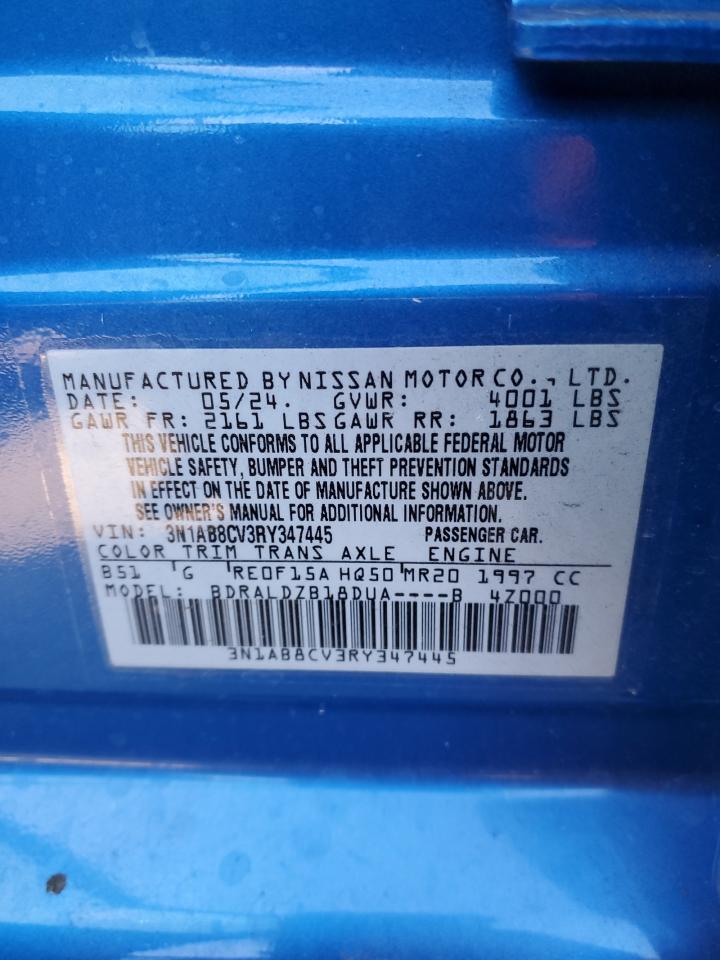 MANUFACTURED BY NISSAN MOTOR CO., LTD.
DATE: 05/24. GVWR: 4001 LBS
GAWR FR: 2161 LBS GAWR RR: 1863 LBS
THIS VEHICLE CONFORMS TO ALL APPLICABLE FEDERAL MOTOR
VEHICLE SAFETY, BUMPER AND THEFT PREVENTION STANDARDS
IN EFFECT ON THE DATE OF MANUFACTURE SHOWN ABOVE.
SEE OWNER'S MANUAL FOR ADDITIONAL INFORMATION.
VIN: 3N1AB8CV3RY347445 PASSENGER CAR.
COLOR TRIM TRANS AXLE ENGINE
B51 G RE0F15A HQ50 MR20 1997 CC
MODEL: BDRALDZB18DUA----B 4Z000
3N1AB8CV3RY347445